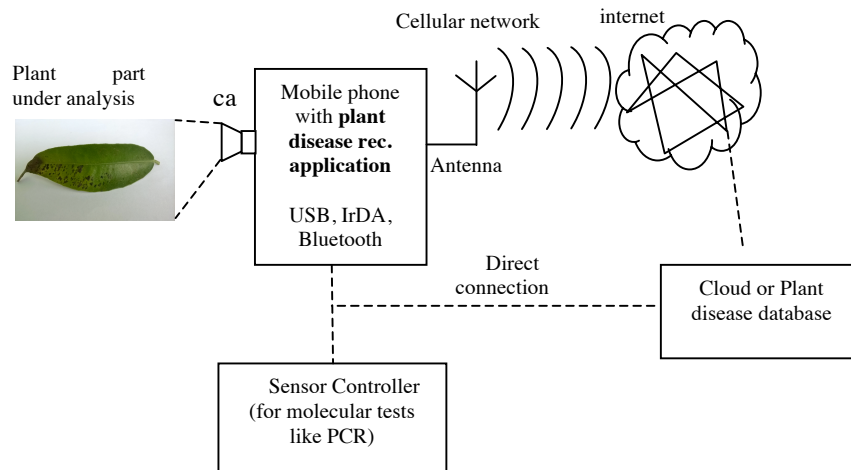 Cellular network
internet
Plant part
under analysis
ca
Mobile phone
with plant
disease rec.
application
USB, IrDA,
Bluetooth
Antenna
Direct
connection
Cloud or Plant
disease database
Sensor Controller
(for molecular tests
like PCR)